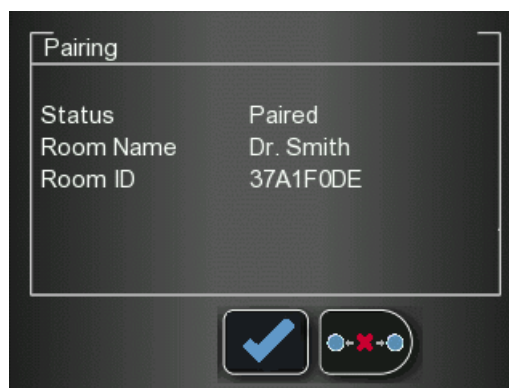 Pairing
Status Paired
Room Name Dr. Smith
Room ID 37A1F0DE